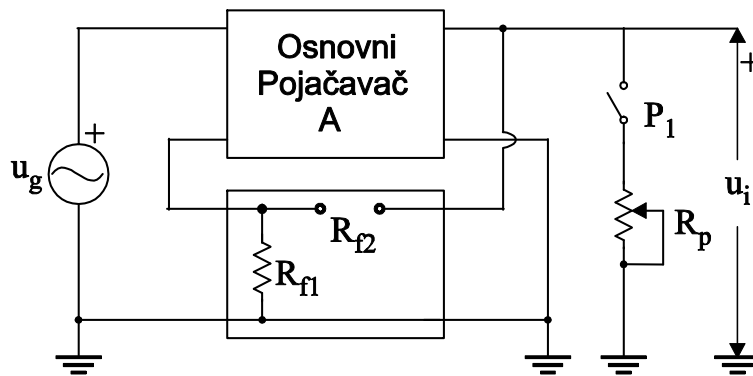 Osnovni
Pojačavač
A
+
u_g
R_f2
R_f1
P_1
R_p
+
u_i